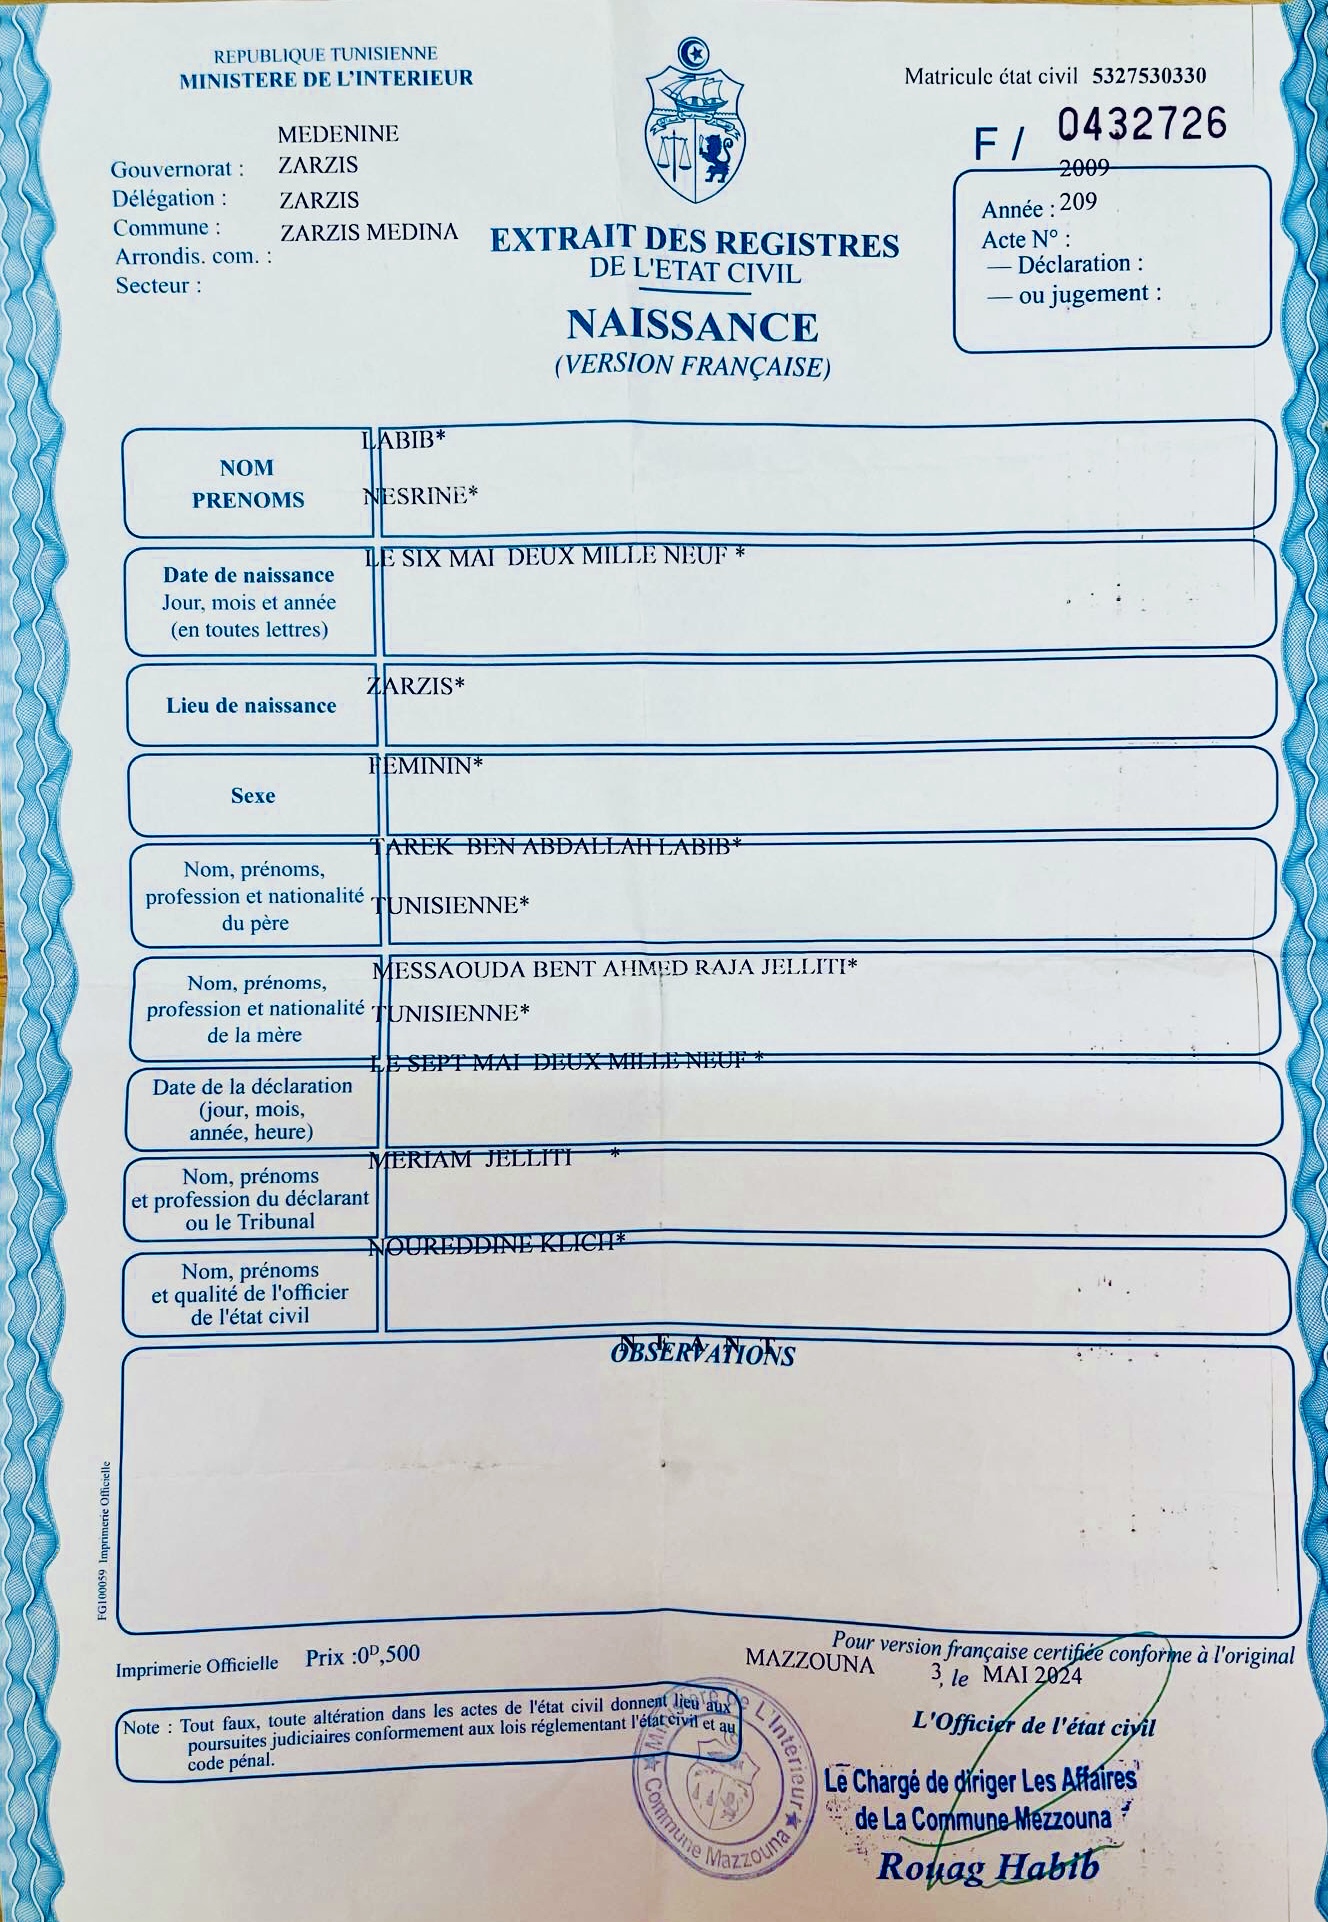 REPUBLIQUE TUNISIENNE
MINISTERE DE L'INTERIEUR
Matricule état civil 5327530330
F / 0432726
MEDENINE
Gouvernorat : ZARZIS
Délégation : ZARZIS
Commune : ZARZIS MEDINA
Arrondis. com. :
Secteur :
2009
Année : 209
Acte N° :
— Déclaration :
— ou jugement :
EXTRAIT DES REGISTRES
DE L'ETAT CIVIL
NAISSANCE
(VERSION FRANÇAISE)
LABIB*
NOM
PRENOMS
NESRINE*
LE SIX MAI DEUX MILLE NEUF *
Date de naissance
Jour, mois et année
(en toutes lettres)
ZARZIS*
Lieu de naissance
FEMININ*
Sexe
TAREK BEN ABDALLAH LABIB*
Nom, prénoms,
profession et nationalité
du père
TUNISIENNE*
MESSAOUDA BENT AHMED RAJA JELLITI*
Nom, prénoms,
profession et nationalité
de la mère
TUNISIENNE*
LE SEPT MAI DEUX MILLE NEUF *
Date de la déclaration
(jour, mois,
année, heure)
MERIAM JELLITI *
Nom, prénoms
et profession du déclarant
ou le Tribunal
NOUREDDINE KLICH*
Nom, prénoms
et qualité de l'officier
de l'état civil
N E A N T
OBSERVATIONS
FG100059 Imprimerie Officielle
Imprimerie Officielle Prix :0D,500
Pour version française certifiée conforme à l'original
MAZZOUNA 3, le MAI 2024
Note : Tout faux, toute altération dans les actes de l'état civil donnent lieu aux
poursuites judiciaires conformement aux lois réglementant l'état civil et au
code pénal.
L'Officier de l'état civil
Ministère de L'Interieur
Commune Mazzouna
Le Chargé de diriger Les Affaires
de La Commune Mezzouna
Rouag Habib